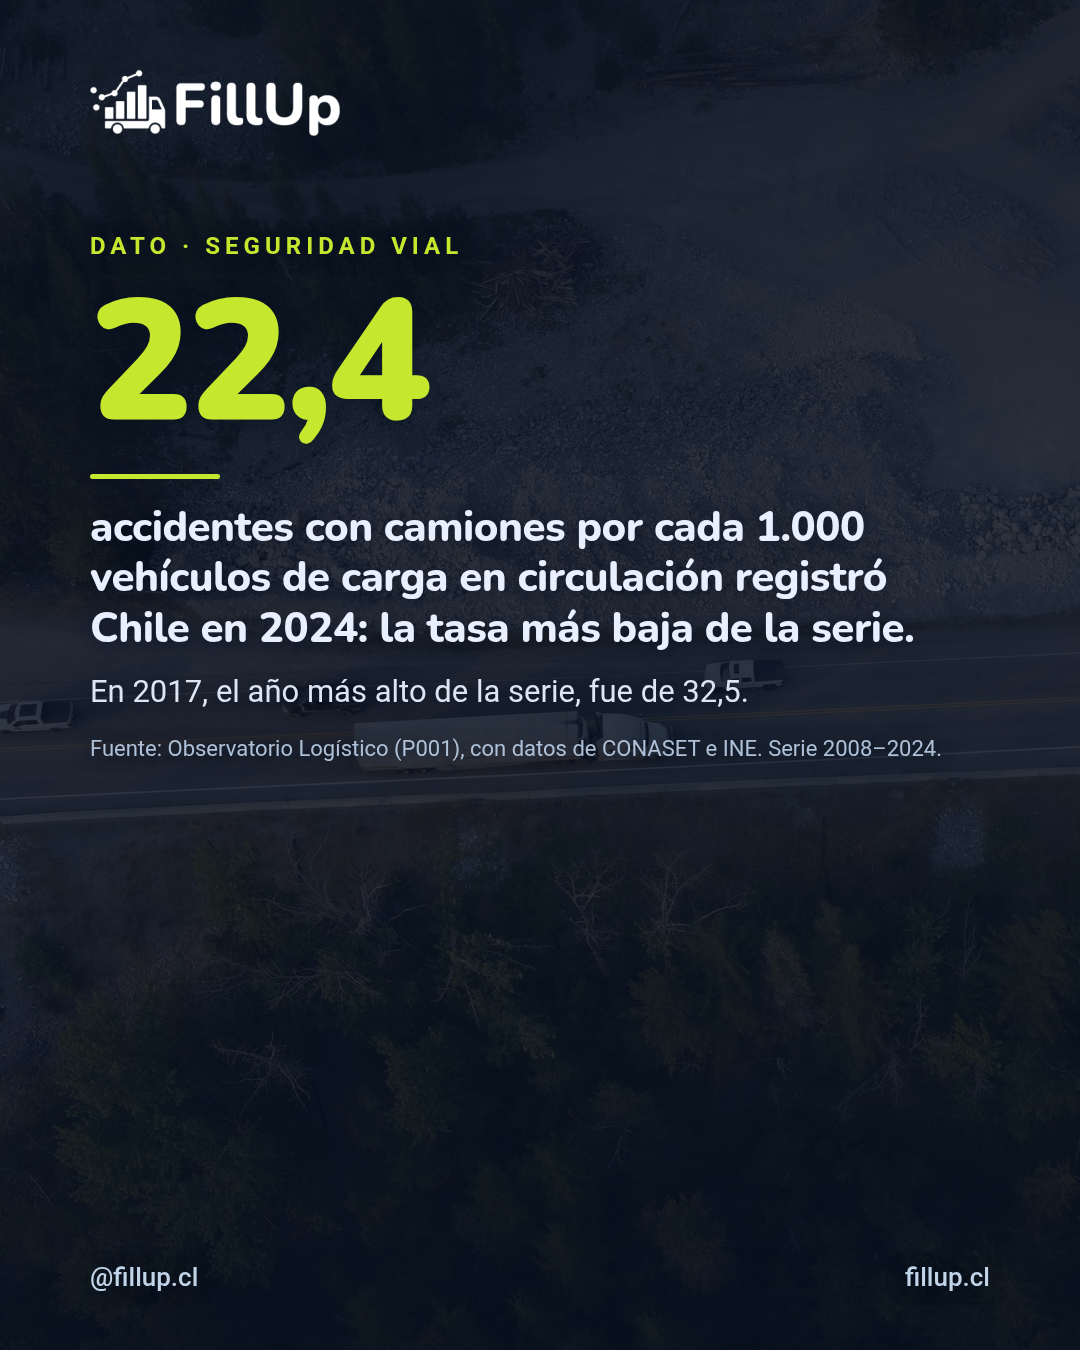 FillUp
DATO · SEGURIDAD VIAL
22,4
accidentes con camiones por cada 1.000
vehículos de carga en circulación registró
Chile en 2024: la tasa más baja de la serie.
En 2017, el año más alto de la serie, fue de 32,5.
Fuente: Observatorio Logístico (P001), con datos de CONASET e INE. Serie 2008–2024.
@fillup.cl
fillup.cl